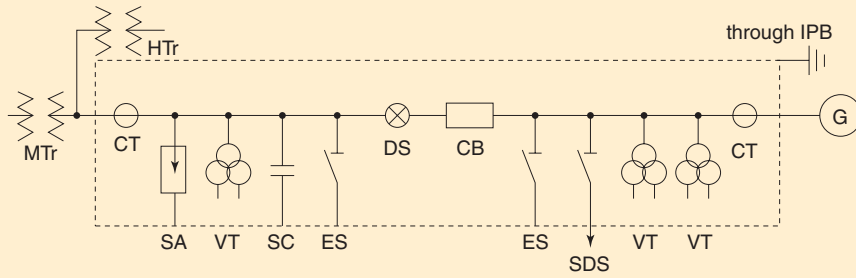 HTr
through IPB
MTr
CT
DS
CB
CT
G
SA
VT
SC
ES
ES
SDS
VT
VT